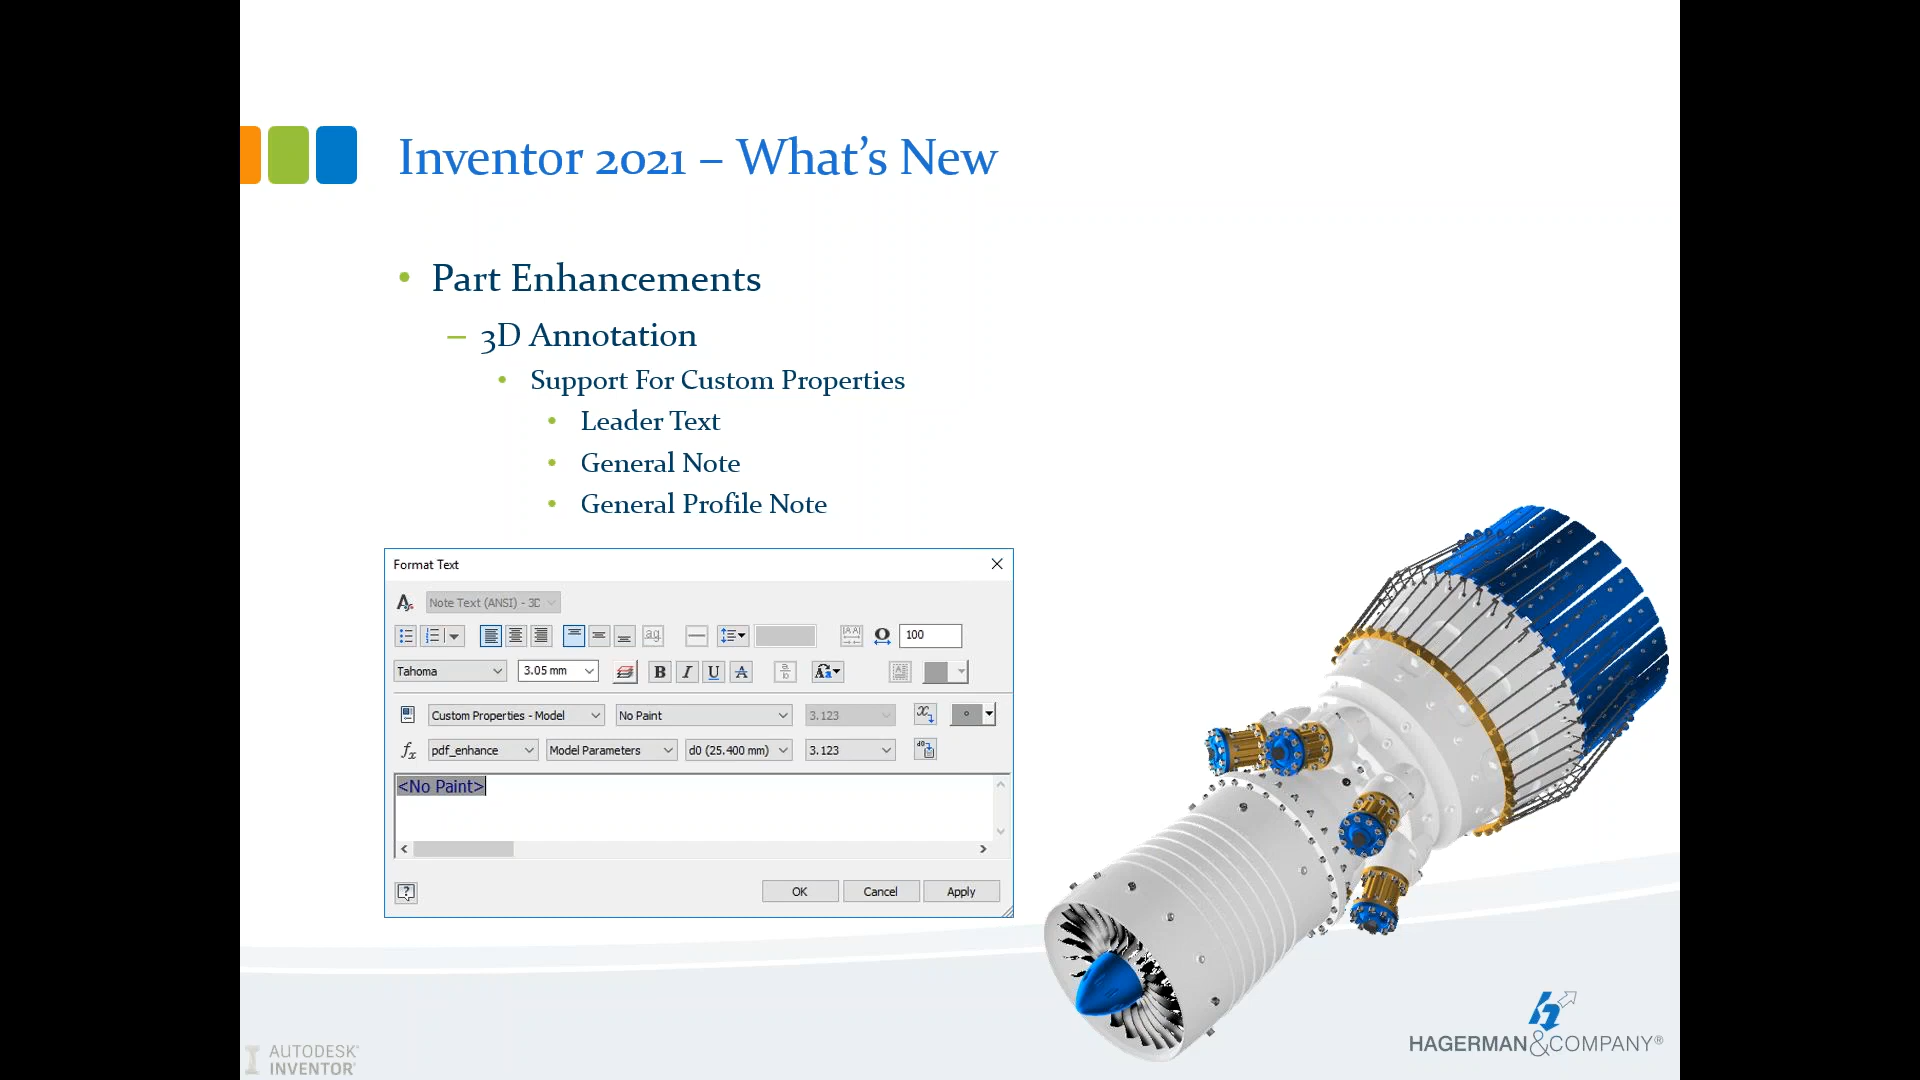 Inventor 2021 – What's New
• Part Enhancements
– 3D Annotation
• Support For Custom Properties
• Leader Text
• General Note
• General Profile Note
Format Text
Note Text (ANSI) - 3D
100
Tahoma 3.05 mm B I U A
Custom Properties - Model No Paint 3.123
fx pdf_enhance Model Parameters d0 (25.400 mm) 3.123
<No Paint>
OK Cancel Apply
AUTODESK®
INVENTOR®
HAGERMAN&COMPANY®